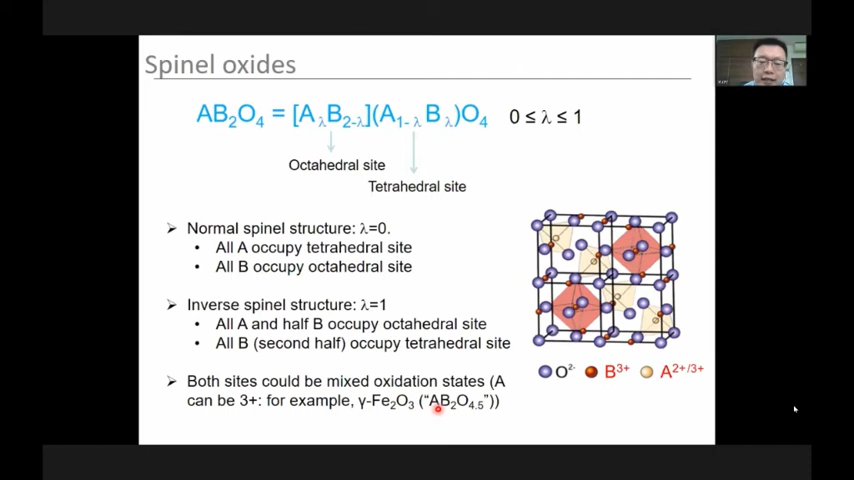 Spinel oxides
AB₂O₄ = [A λB₂-λ](A₁- λ B λ)O₄ 0 ≤ λ ≤ 1
Octahedral site
Tetrahedral site
➢ Normal spinel structure: λ=0.
• All A occupy tetrahedral site
• All B occupy octahedral site
➢ Inverse spinel structure: λ=1
• All A and half B occupy octahedral site
• All B (second half) occupy tetrahedral site
➢ Both sites could be mixed oxidation states (A
can be 3+: for example, γ-Fe₂O₃ (“AB₂O₄.₅”))
O²⁻ B³⁺ A²⁺/³⁺